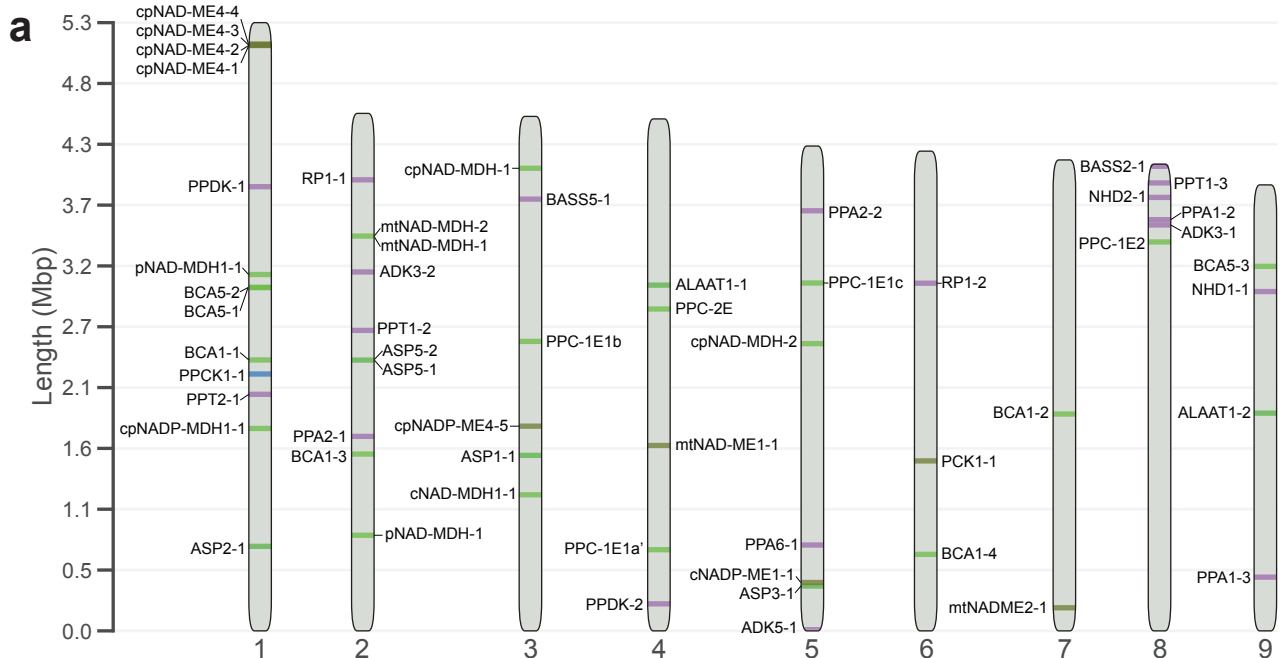 a
Length (Mbp)
5.3
4.8
4.3
3.7
3.2
2.7
2.1
1.6
1.1
0.5
0.0
cpNAD-ME4-4
cpNAD-ME4-3
cpNAD-ME4-2
cpNAD-ME4-1
PPDK-1
pNAD-MDH1-1
BCA5-2
BCA5-1
BCA1-1
PPCK1-1
PPT2-1
cpNADP-MDH1-1
ASP2-1
1
RP1-1
mtNAD-MDH-2
mtNAD-MDH-1
ADK3-2
PPT1-2
ASP5-2
ASP5-1
PPA2-1
BCA1-3
pNAD-MDH-1
2
cpNAD-MDH-1
BASS5-1
PPC-1E1b
cpNADP-ME4-5
ASP1-1
cNAD-MDH1-1
3
ALAAT1-1
PPC-2E
mtNAD-ME1-1
PPC-1E1a'
PPDK-2
4
PPA2-2
PPC-1E1c
cpNAD-MDH-2
PPA6-1
cNADP-ME1-1
ASP3-1
ADK5-1
5
RP1-2
PCK1-1
BCA1-4
6
BCA1-2
mtNADME2-1
7
BASS2-1
PPT1-3
NHD2-1
PPA1-2
ADK3-1
PPC-1E2
8
BCA5-3
NHD1-1
ALAAT1-2
PPA1-3
9